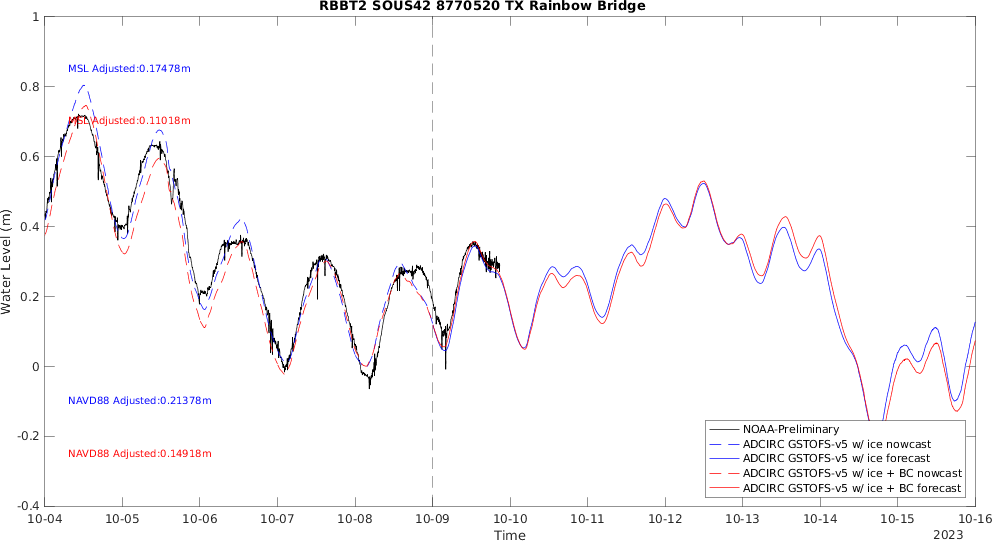 RBBT2 SOUS42 8770520 TX Rainbow Bridge
1
0.8
0.6
0.4
0.2
0
-0.2
-0.4
Water Level (m)
MSL Adjusted:0.17478m
MSL Adjusted:0.11018m
NAVD88 Adjusted:0.21378m
NAVD88 Adjusted:0.14918m
NOAA-Preliminary
ADCIRC GSTOFS-v5 w/ ice nowcast
ADCIRC GSTOFS-v5 w/ ice forecast
ADCIRC GSTOFS-v5 w/ ice + BC nowcast
ADCIRC GSTOFS-v5 w/ ice + BC forecast
10-04 10-05 10-06 10-07 10-08 10-09 10-10 10-11 10-12 10-13 10-14 10-15 10-16
Time
2023